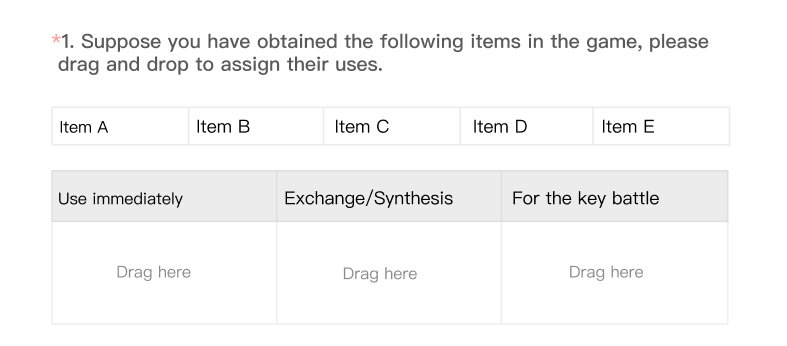 *1. Suppose you have obtained the following items in the game, please
drag and drop to assign their uses.
Item A Item B Item C Item D Item E
Use immediately Exchange/Synthesis For the key battle
Drag here Drag here Drag here